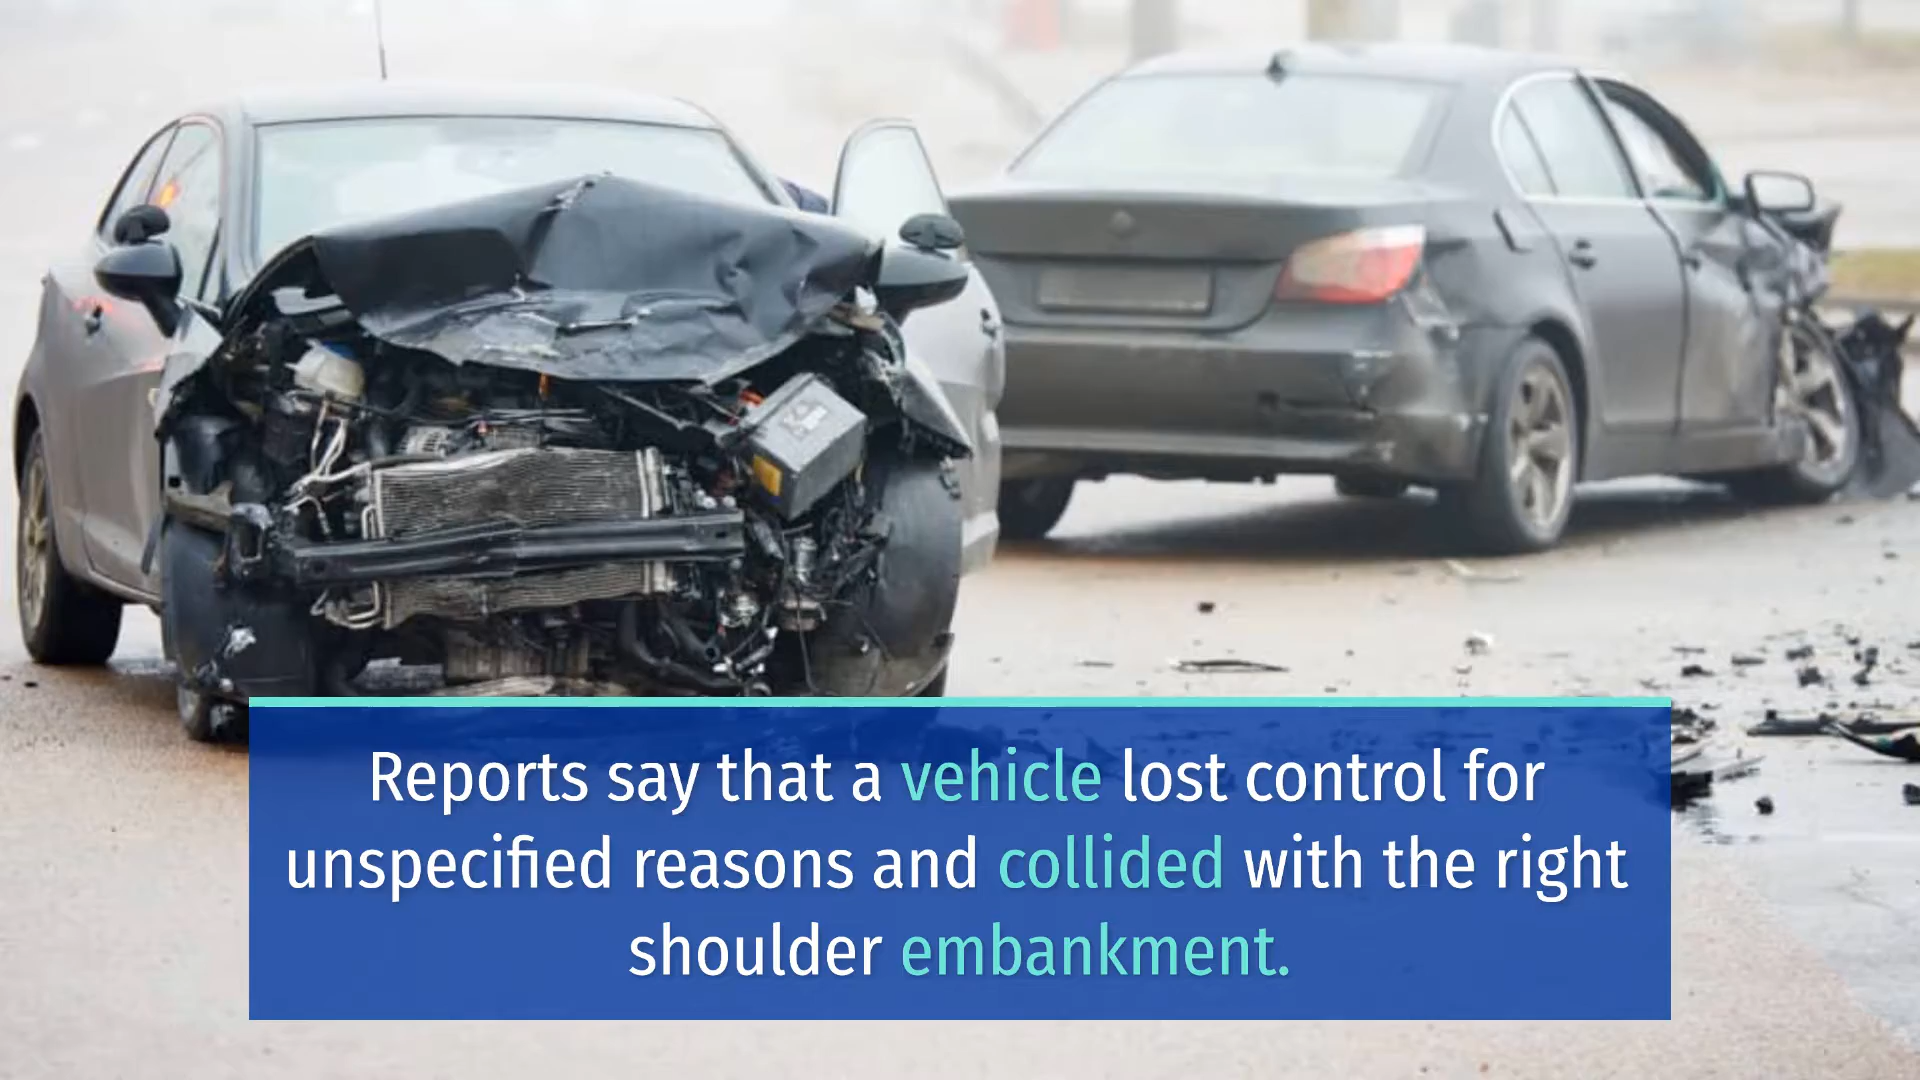 Reports say that a vehicle lost control for
unspecified reasons and collided with the right
shoulder embankment.